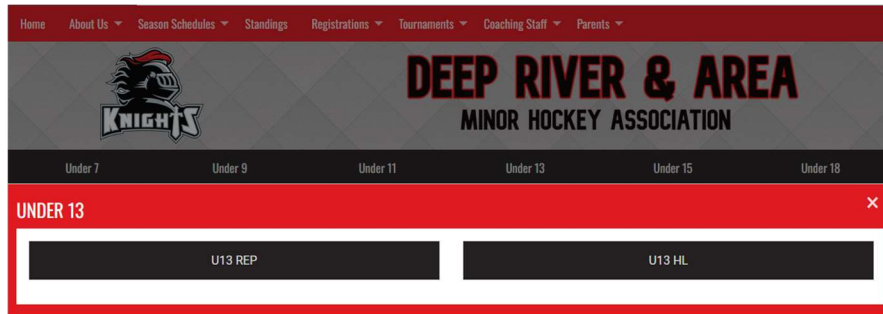 Home About Us Season Schedules Standings Registrations Tournaments Coaching Staff Parents
KNIGHTS
DEEP RIVER & AREA
MINOR HOCKEY ASSOCIATION
Under 7 Under 9 Under 11 Under 13 Under 15 Under 18
UNDER 13 ×
U13 REP U13 HL